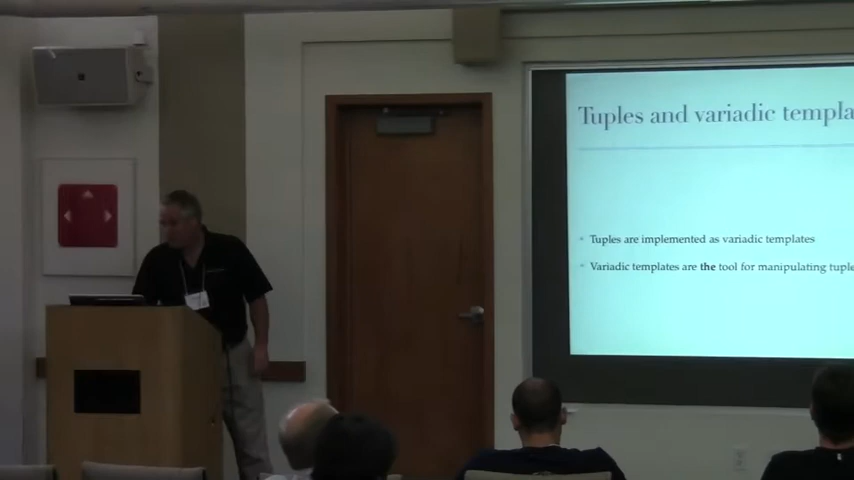 Tuples and variadic templa
Tuples are implemented as variadic templates
Variadic templates are the tool for manipulating tuple